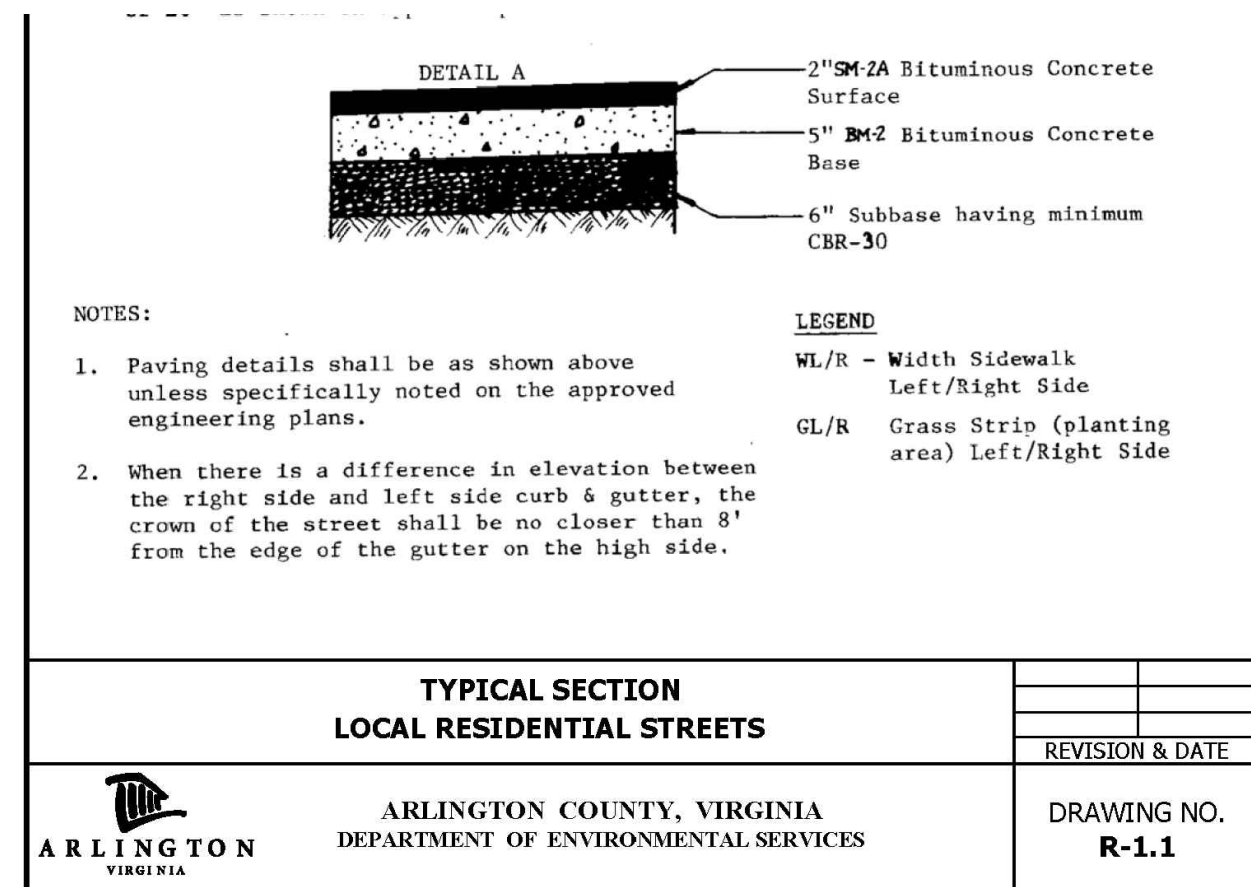 DETAIL A
2"SM-2A Bituminous Concrete
Surface
5" BM-2 Bituminous Concrete
Base
6" Subbase having minimum
CBR-30
NOTES:
1. Paving details shall be as shown above
unless specifically noted on the approved
engineering plans.
2. When there is a difference in elevation between
the right side and left side curb & gutter, the
crown of the street shall be no closer than 8'
from the edge of the gutter on the high side.
LEGEND
WL/R - Width Sidewalk
Left/Right Side
GL/R Grass Strip (planting
area) Left/Right Side
TYPICAL SECTION
LOCAL RESIDENTIAL STREETS
REVISION & DATE
ARLINGTON
VIRGINIA
ARLINGTON COUNTY, VIRGINIA
DEPARTMENT OF ENVIRONMENTAL SERVICES
DRAWING NO.
R-1.1